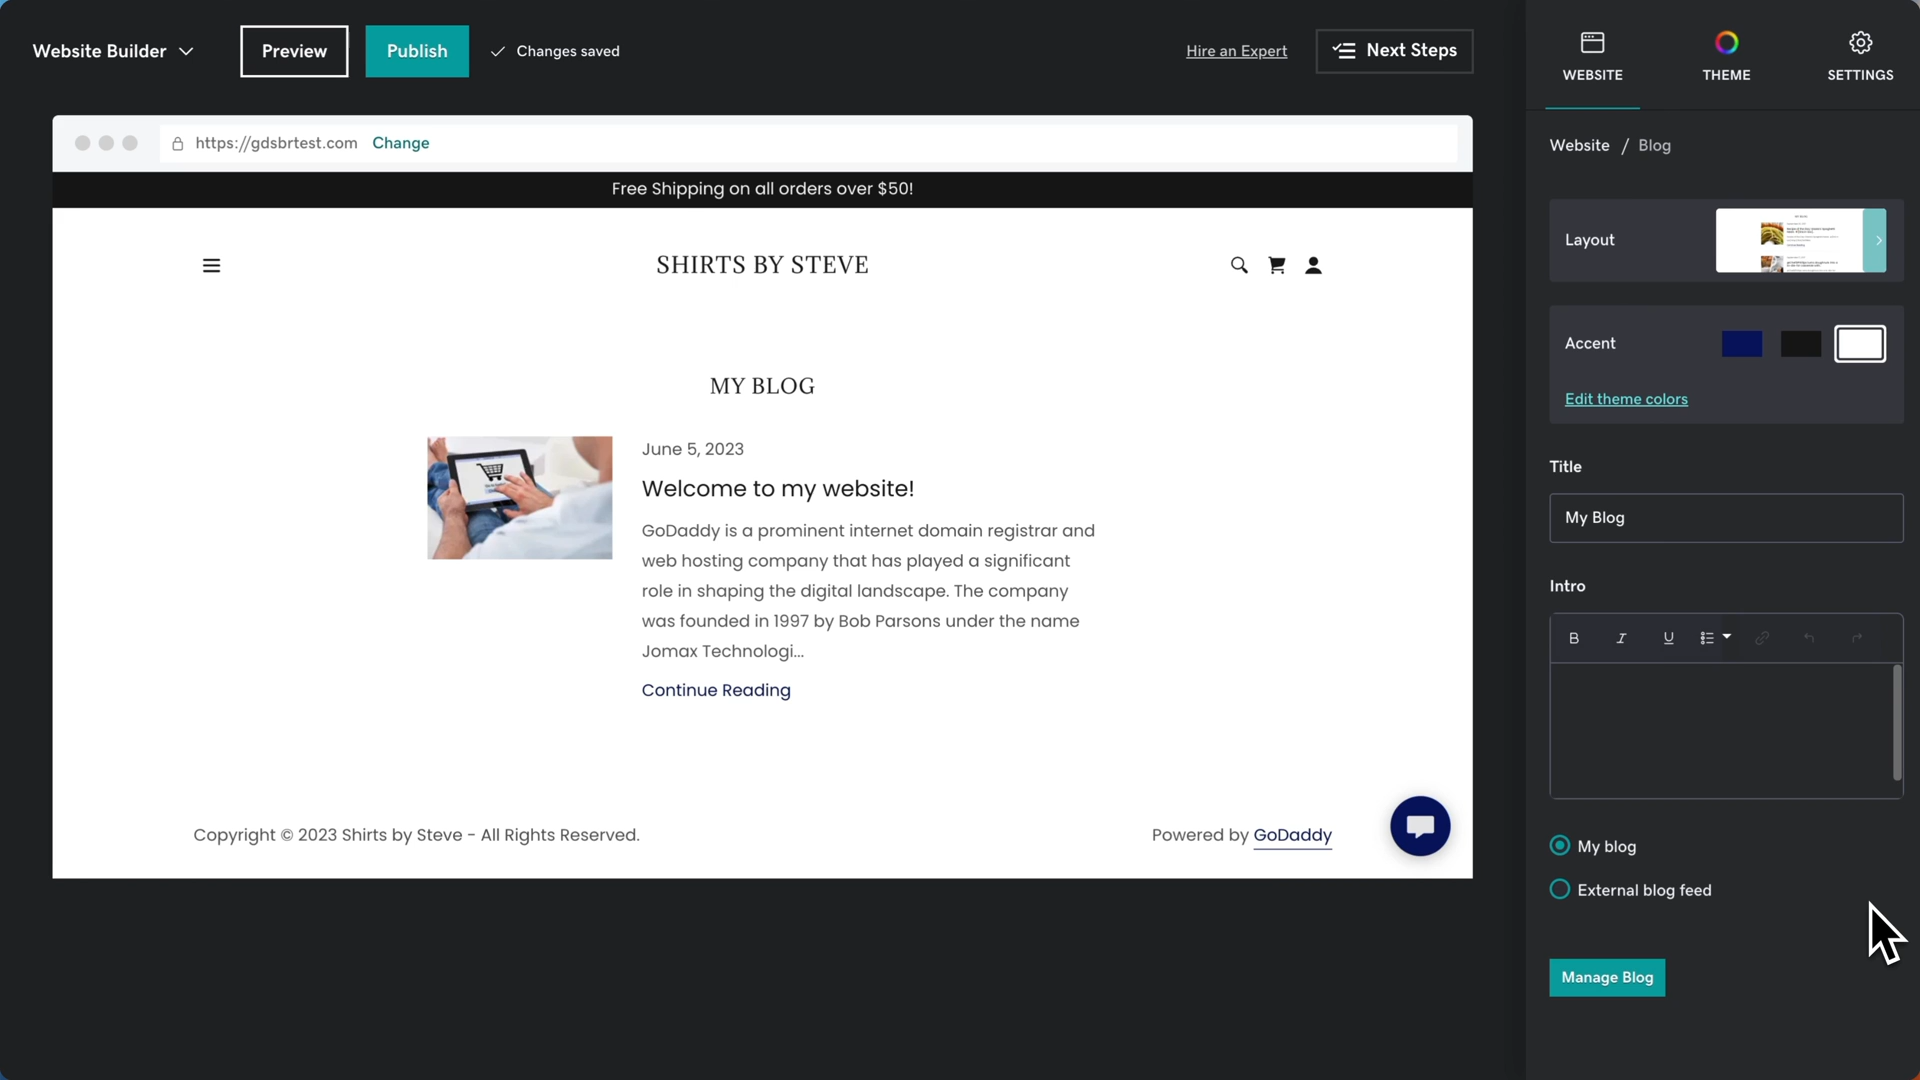 Website Builder
Preview
Publish
Changes saved
Hire an Expert
Next Steps
WEBSITE
THEME
SETTINGS
https://gdsbrtest.com Change
Free Shipping on all orders over $50!
SHIRTS BY STEVE
MY BLOG
June 5, 2023
Welcome to my website!
GoDaddy is a prominent internet domain registrar and
web hosting company that has played a significant
role in shaping the digital landscape. The company
was founded in 1997 by Bob Parsons under the name
Jomax Technologi...
Continue Reading
Copyright © 2023 Shirts by Steve - All Rights Reserved.
Powered by GoDaddy
Website / Blog
Layout
Accent
Edit theme colors
Title
My Blog
Intro
B I U
My blog
External blog feed
Manage Blog